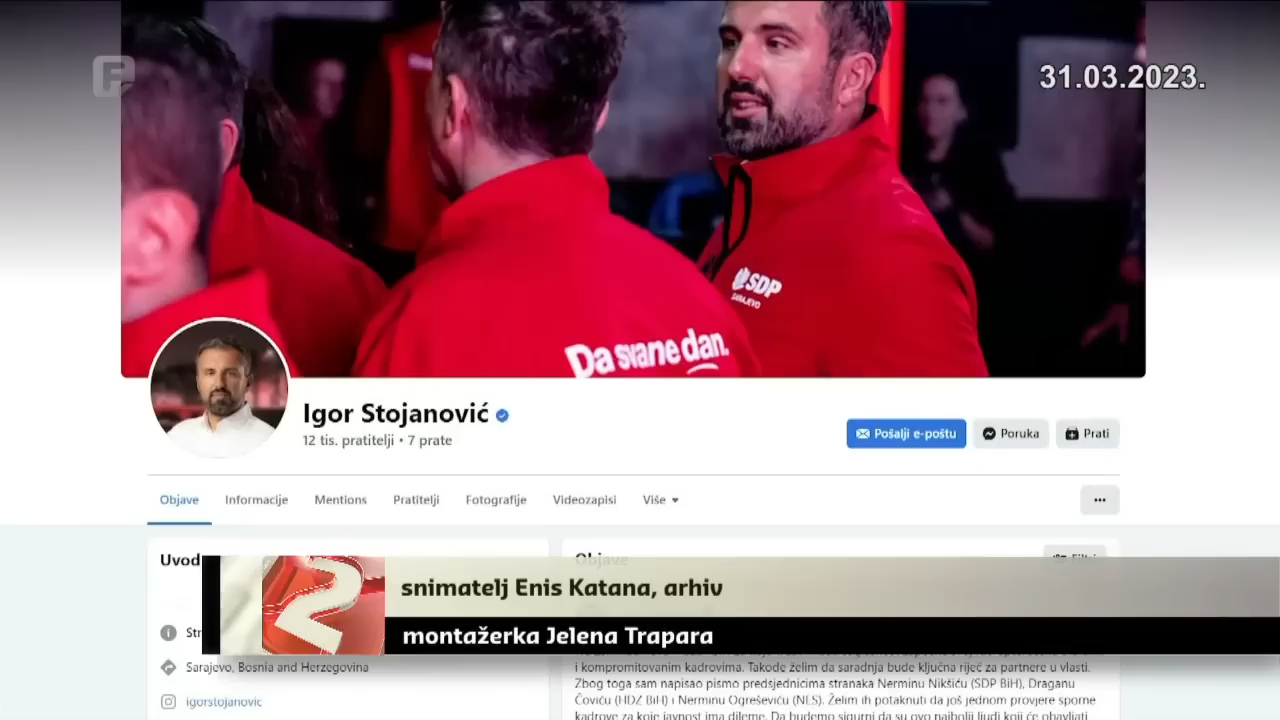 F
31.03.2023.
SDP
SARAJEVO
Da svane dan.
Igor Stojanović
12 tis. pratitelji • 7 prate
Pošalji e-poštu
Poruka
Prati
Objave
Informacije
Mentions
Pratitelji
Fotografije
Videozapisi
Više
Uvod
Objave
Filtri
2
snimatelj Enis Katana, arhiv
montažerka Jelena Trapara
Str
Sarajevo, Bosnia and Herzegovina
igorstojanovic
i kompromitovanim kadrovima. Takođe želim da saradnja bude ključna riječ za partnere u vlasti.
Zbog toga sam napisao pismo predsjednicima stranaka Nerminu Nikšiću (SDP BiH), Draganu
Čoviću (HDZ BiH) i Nerminu Ogreševiću (NES). Želim ih potaknuti da još jednom provjere sporne
kadrove za koje javnost ima dileme. Da budemo sigurni da su ovo najbolji ljudi koji će obavljati